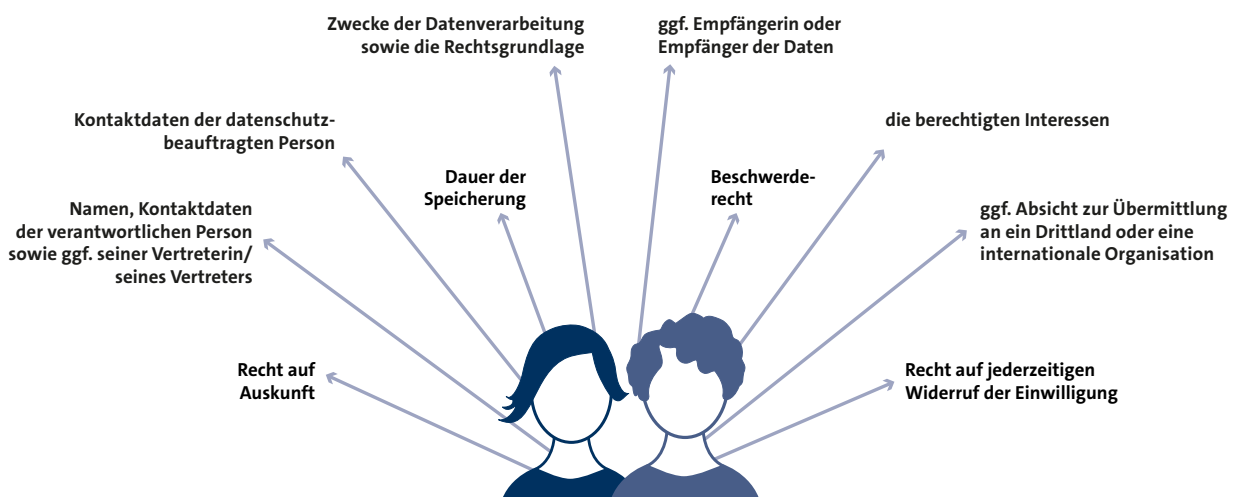 Zwecke der Datenverarbeitung
sowie die Rechtsgrundlage
ggf. Empfängerin oder
Empfänger der Daten
Kontaktdaten der datenschutz-
beauftragten Person
die berechtigten Interessen
Dauer der
Speicherung
Beschwerde-
recht
Namen, Kontaktdaten
der verantwortlichen Person
sowie ggf. seiner Vertreterin/
seines Vertreters
ggf. Absicht zur Übermittlung
an ein Drittland oder eine
internationale Organisation
Recht auf
Auskunft
Recht auf jederzeitigen
Widerruf der Einwilligung